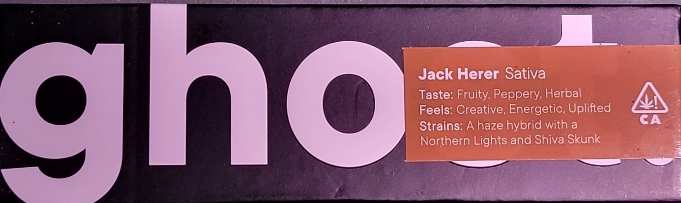 ghost.
Jack Herer Sativa
Taste: Fruity, Peppery, Herbal
Feels: Creative, Energetic, Uplifted
Strains: A haze hybrid with a
Northern Lights and Shiva Skunk
CA